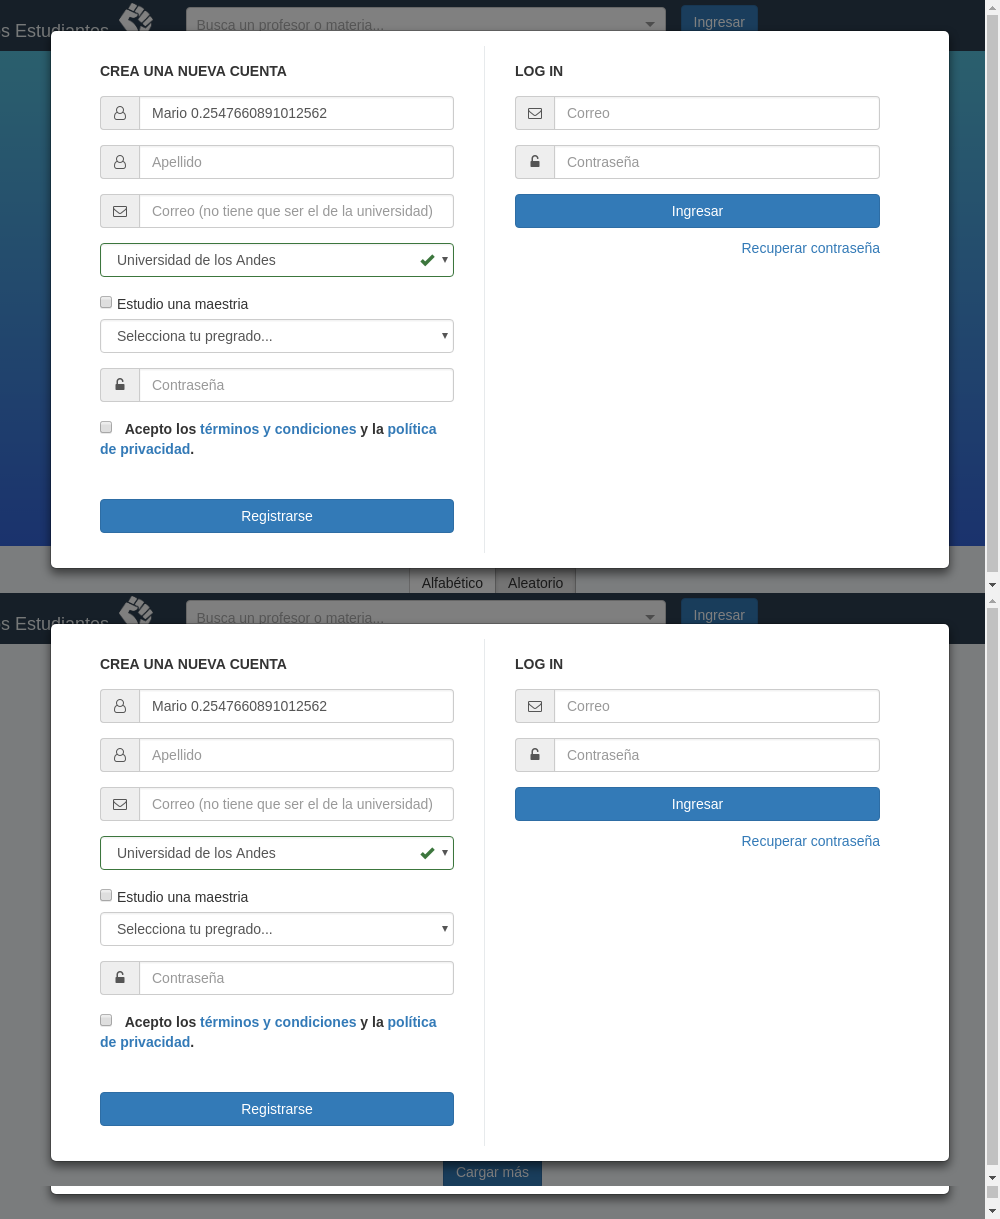 os Estudiantes
Busca un profesor o materia...
Ingresar
CREA UNA NUEVA CUENTA
LOG IN
Mario 0.2547660891012562
Correo
Apellido
Contraseña
Correo (no tiene que ser el de la universidad)
Ingresar
Universidad de los Andes
Recuperar contraseña
Estudio una maestria
Selecciona tu pregrado...
Contraseña
Acepto los términos y condiciones y la política
de privacidad.
Registrarse
Alfabético
Aleatorio
os Estudiantes
Busca un profesor o materia...
Ingresar
CREA UNA NUEVA CUENTA
LOG IN
Mario 0.2547660891012562
Correo
Apellido
Contraseña
Correo (no tiene que ser el de la universidad)
Ingresar
Universidad de los Andes
Recuperar contraseña
Estudio una maestria
Selecciona tu pregrado...
Contraseña
Acepto los términos y condiciones y la política
de privacidad.
Registrarse
Cargar más